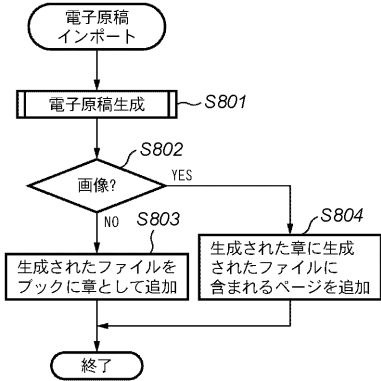 電子原稿
インポート
電子原稿生成
S801
S802
画像?
YES
NO
S803
S804
生成されたファイルを
ブックに章として追加
生成された章に生成
されたファイルに
含まれるページを追加
終了